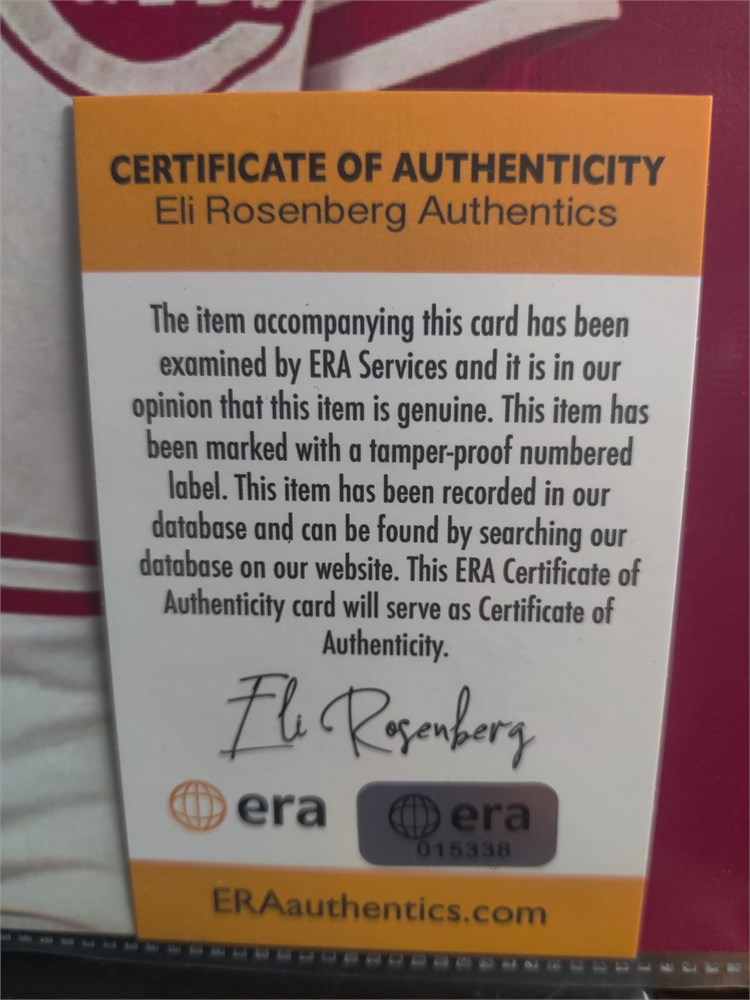 REDS
CERTIFICATE OF AUTHENTICITY
Eli Rosenberg Authentics
The item accompanying this card has been
examined by ERA Services and it is in our
opinion that this item is genuine. This item has
been marked with a tamper-proof numbered
label. This item has been recorded in our
database and can be found by searching our
database on our website. This ERA Certificate of
Authenticity card will serve as Certificate of
Authenticity.
Eli Rosenberg
era
era
015338
ERAauthentics.com